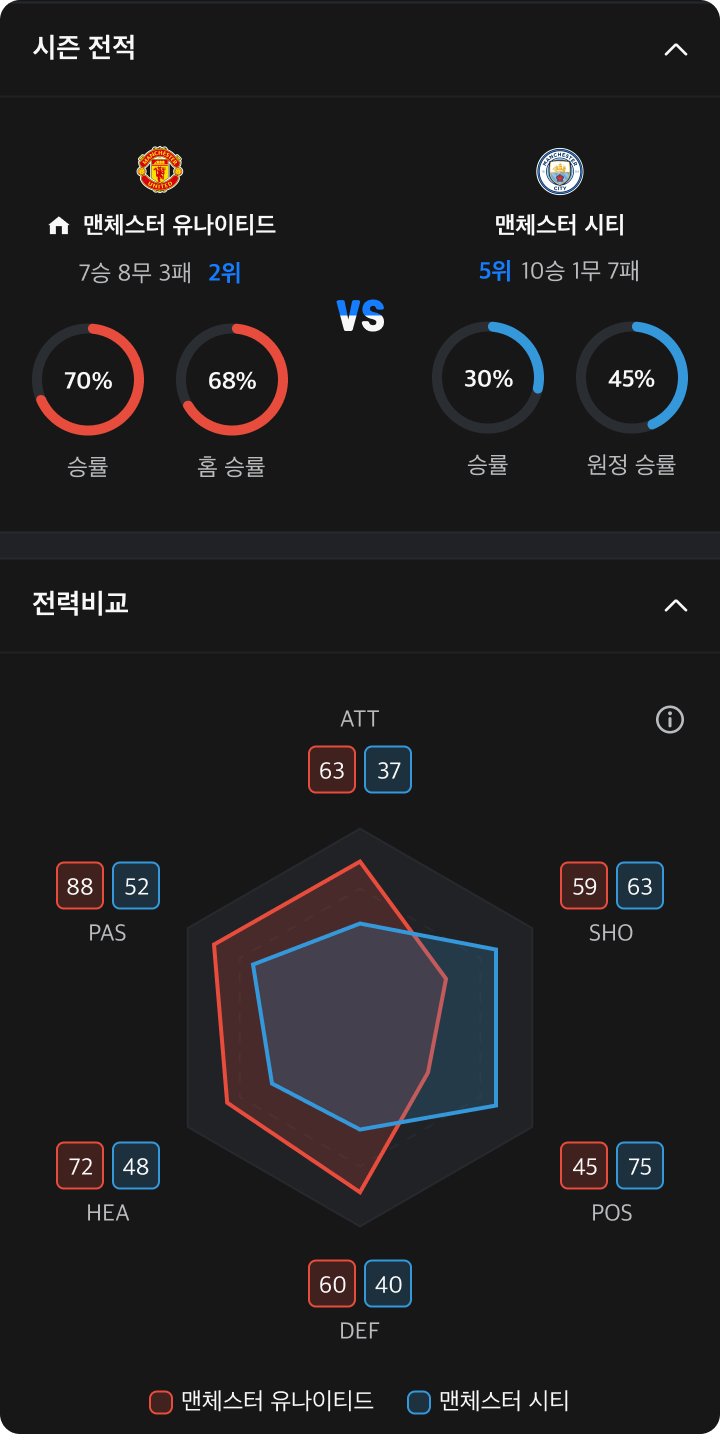 시즌 전적
MANCHESTER
UNITED
MANCHESTER
CITY
맨체스터 유나이티드
맨체스터 시티
7승 8무 3패 2위
5위 10승 1무 7패
VS
70%
68%
30%
45%
승률
홈 승률
승률
원정 승률
전력비교
ATT
63 37
88 52
PAS
59 63
SHO
72 48
HEA
45 75
POS
60 40
DEF
맨체스터 유나이티드
맨체스터 시티